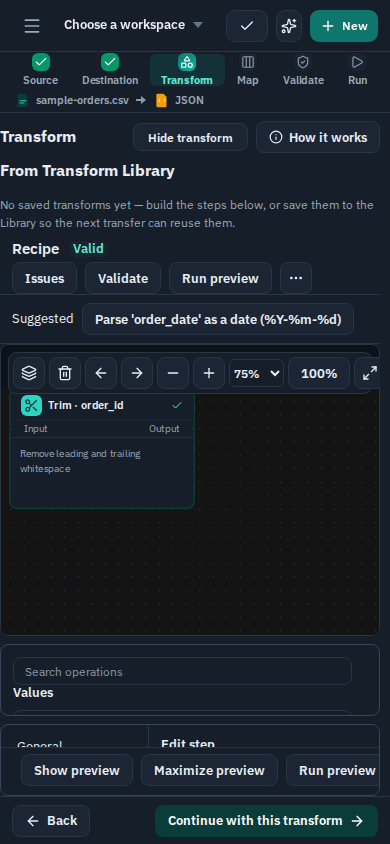 Choose a workspace
New
Source
Destination
Transform
Map
Validate
Run
sample-orders.csv
JSON
Transform
Hide transform
How it works
From Transform Library
No saved transforms yet — build the steps below, or save them to the
Library so the next transfer can reuse them.
Recipe
Valid
Issues
Validate
Run preview
Suggested
Parse 'order_date' as a date (%Y-%m-%d)
75%
100%
Trim · order_id
Input
Output
Remove leading and trailing
whitespace
Search operations
Values
General
Edit step
Show preview
Maximize preview
Run preview
Back
Continue with this transform